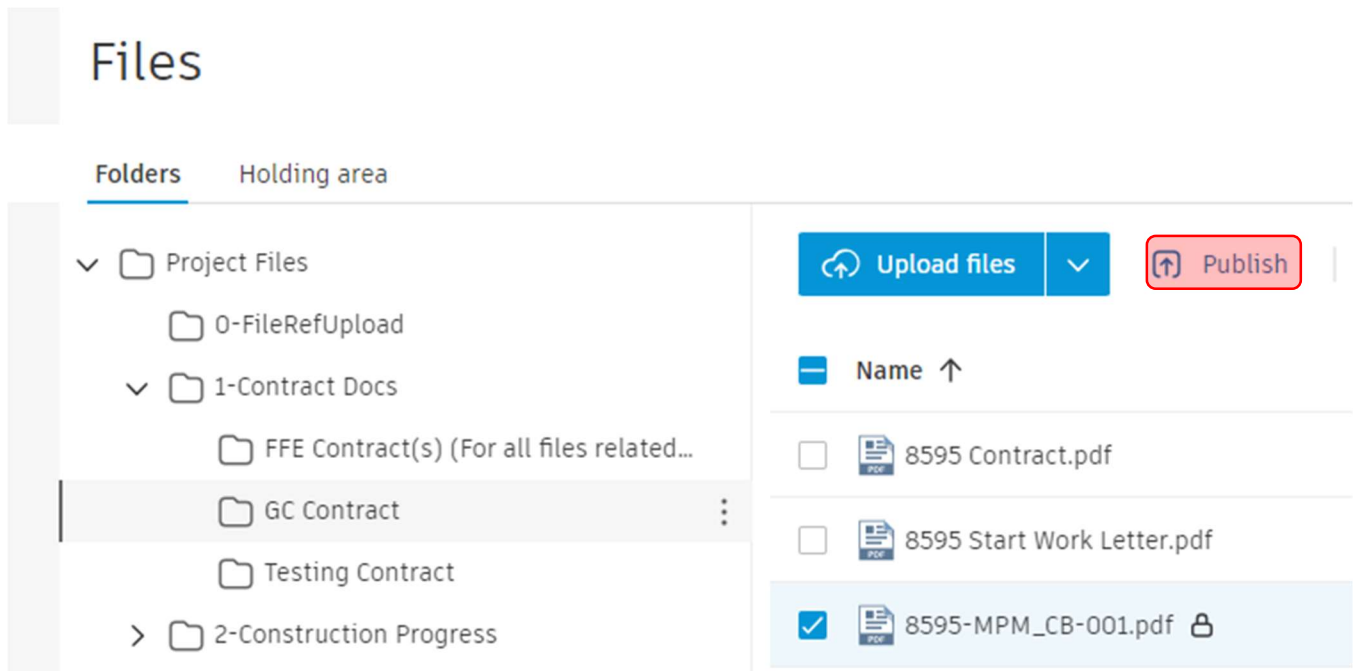 Files
Folders Holding area
Project Files
0-FileRefUpload
1-Contract Docs
FFE Contract(s) (For all files related...
GC Contract
Testing Contract
2-Construction Progress
Upload files Publish
Name
PDF 8595 Contract.pdf
PDF 8595 Start Work Letter.pdf
PDF 8595-MPM_CB-001.pdf